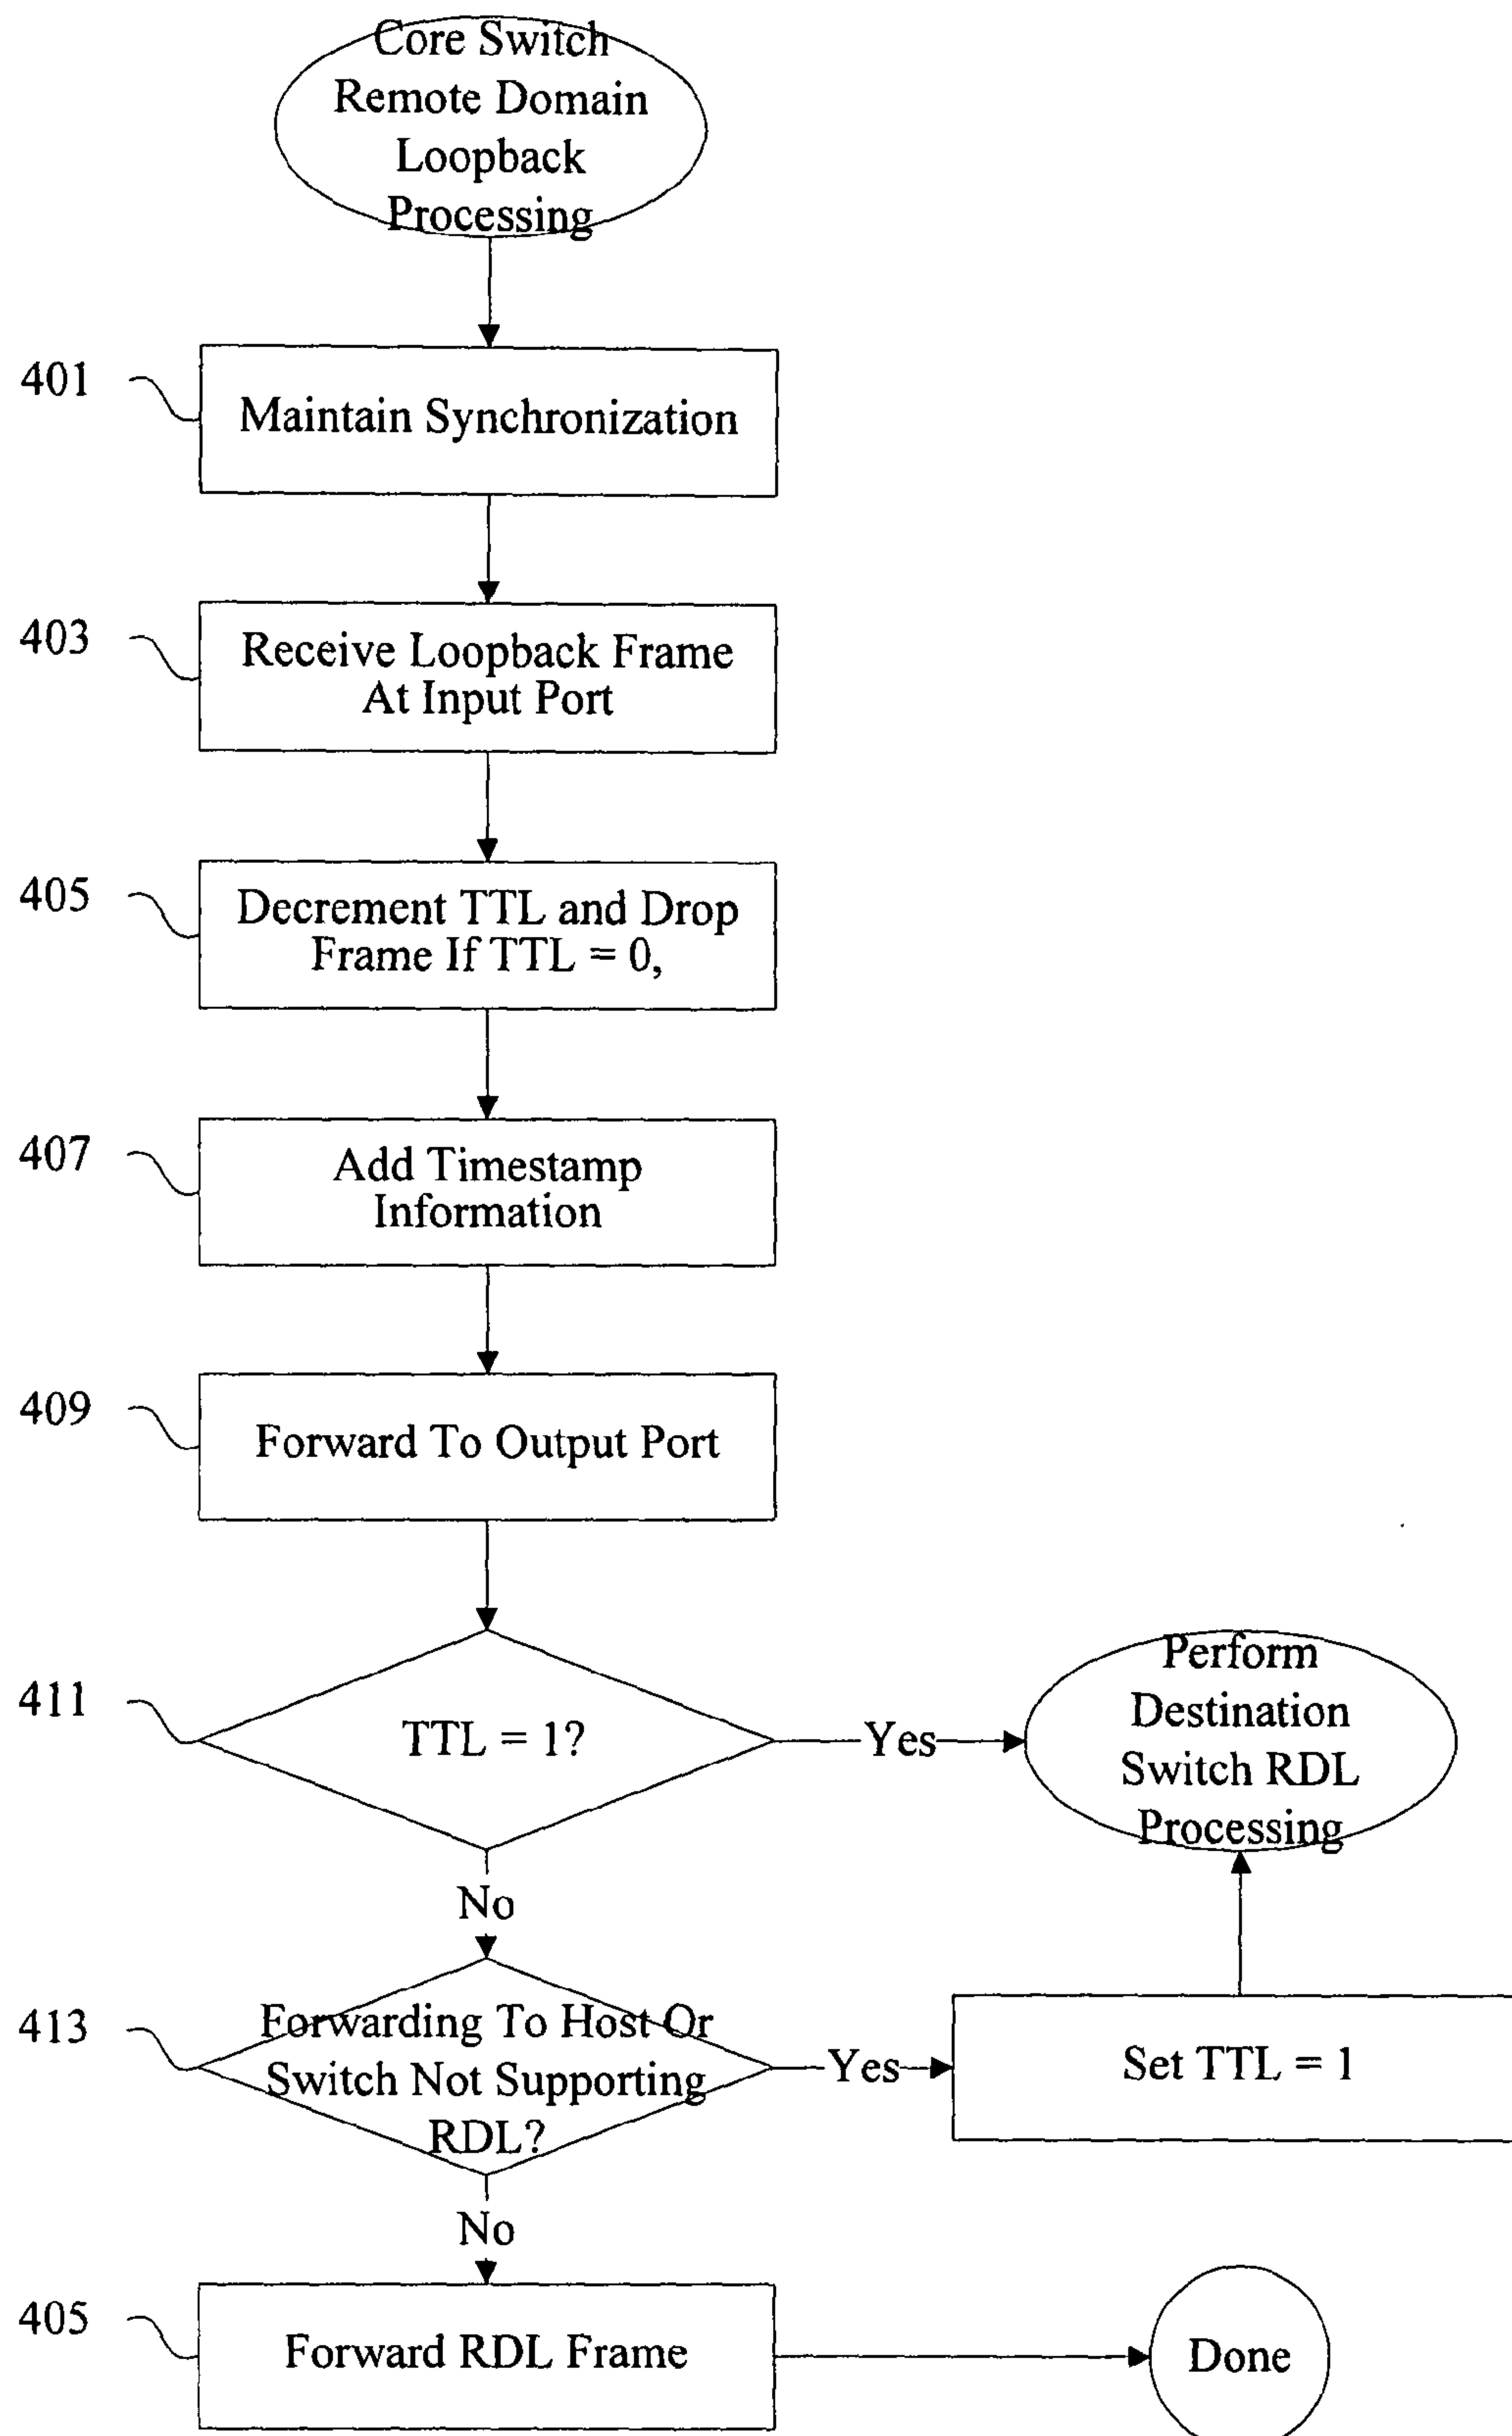 Core Switch
Remote Domain
Loopback
Processing
401
Maintain Synchronization
403
Receive Loopback Frame
At Input Port
405
Decrement TTL and Drop
Frame If TTL = 0,
407
Add Timestamp
Information
409
Forward To Output Port
411
TTL = 1?
Yes
Perform
Destination
Switch RDL
Processing
No
413
Forwarding To Host Or
Switch Not Supporting
RDL?
Yes
Set TTL = 1
No
405
Forward RDL Frame
Done